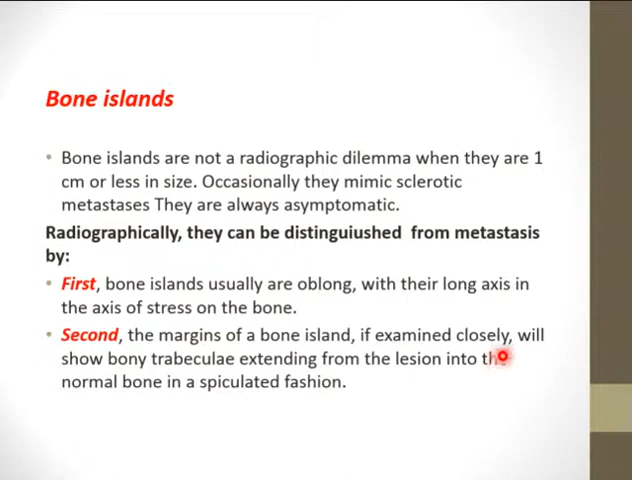 Bone islands
• Bone islands are not a radiographic dilemma when they are 1
cm or less in size. Occasionally they mimic sclerotic
metastases They are always asymptomatic.
Radiographically, they can be distinguiushed from metastasis
by:
• First, bone islands usually are oblong, with their long axis in
the axis of stress on the bone.
• Second, the margins of a bone island, if examined closely, will
show bony trabeculae extending from the lesion into
normal bone in a spiculated fashion.